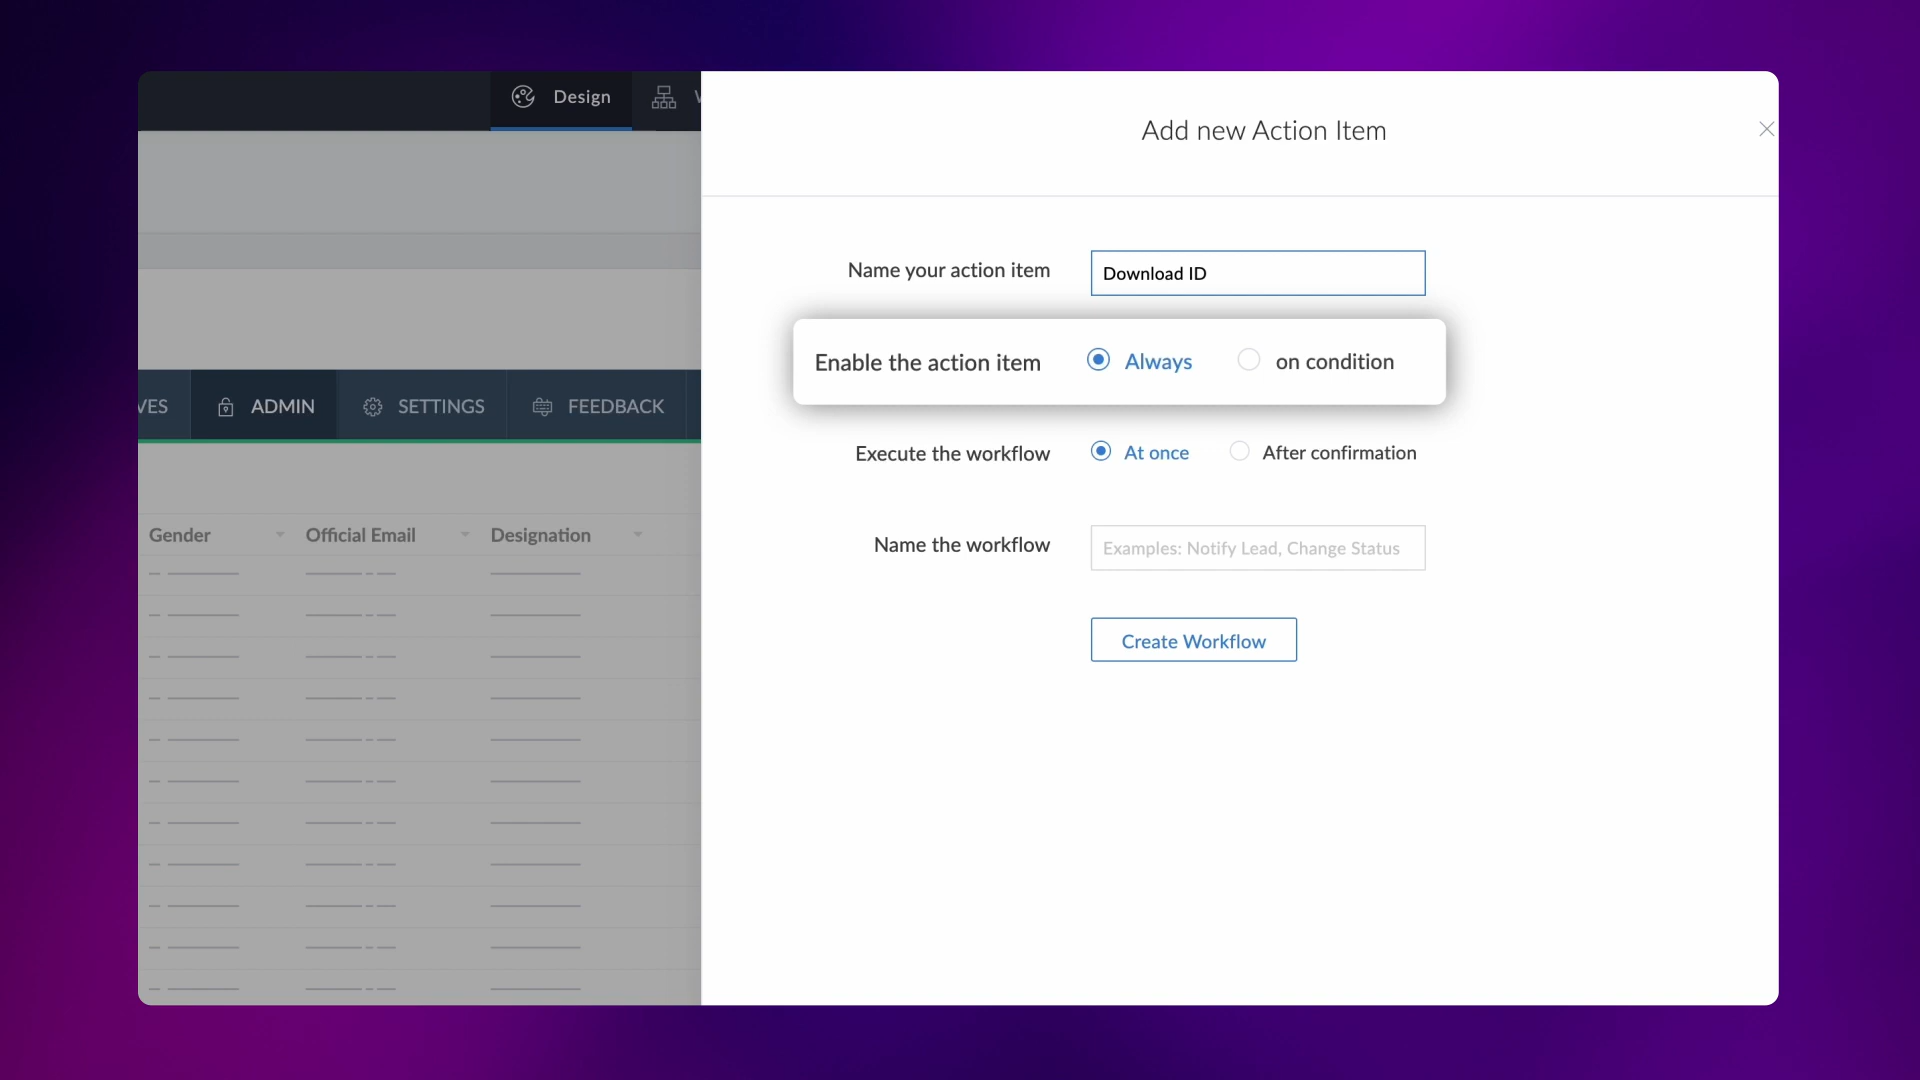 Design
Add new Action Item
Name your action item
Download ID
Enable the action item
Always
on condition
ADMIN
SETTINGS
FEEDBACK
Execute the workflow
At once
After confirmation
Gender
Official Email
Designation
Name the workflow
Examples: Notify Lead, Change Status
Create Workflow